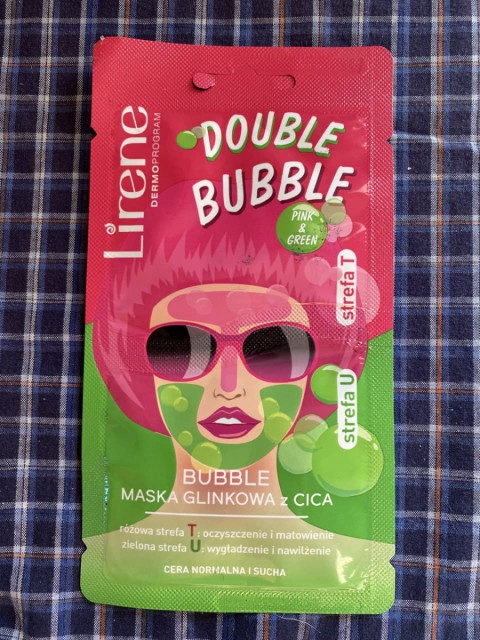 Lirene
DERMOPROGRAM
DOUBLE
BUBBLE
PINK
&
GREEN
strefa T
strefa U
BUBBLE
MASKA GLINKOWA z CICA
różowa strefa T: oczyszczenie i matowienie
zielona strefa U: wygładzenie i nawilżenie
CERA NORMALNA I SUCHA